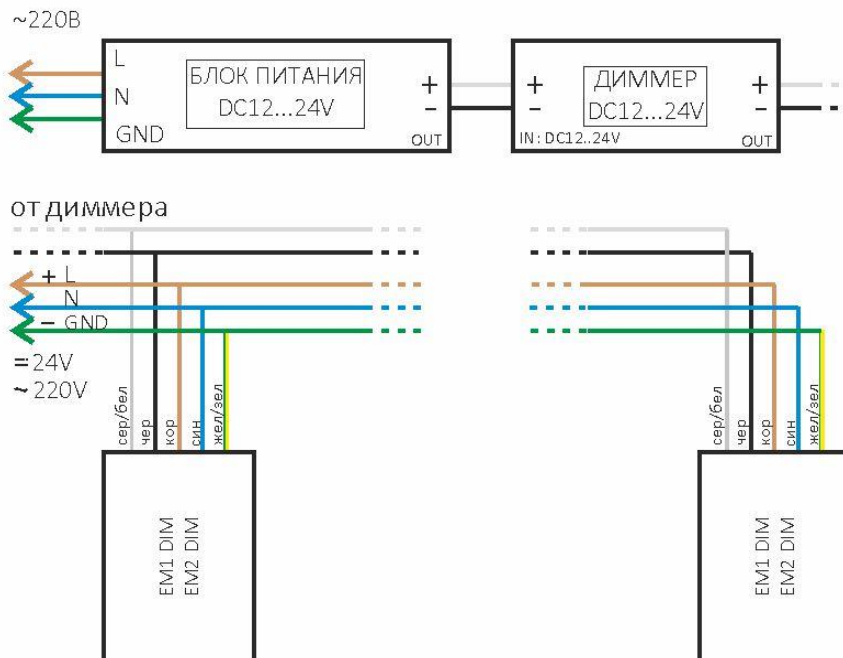 ~220В
L
N
GND
БЛОК ПИТАНИЯ
DC12...24V
+
−
OUT
+
−
IN: DC12..24V
ДИММЕР
DC12...24V
+
−
OUT
от диммера
+ L
N
− GND
=24V
~220V
сер/бел
чер
кор
син
жел/зел
EM1 DIM
EM2 DIM
сер/бел
чер
кор
син
жел/зел
EM1 DIM
EM2 DIM